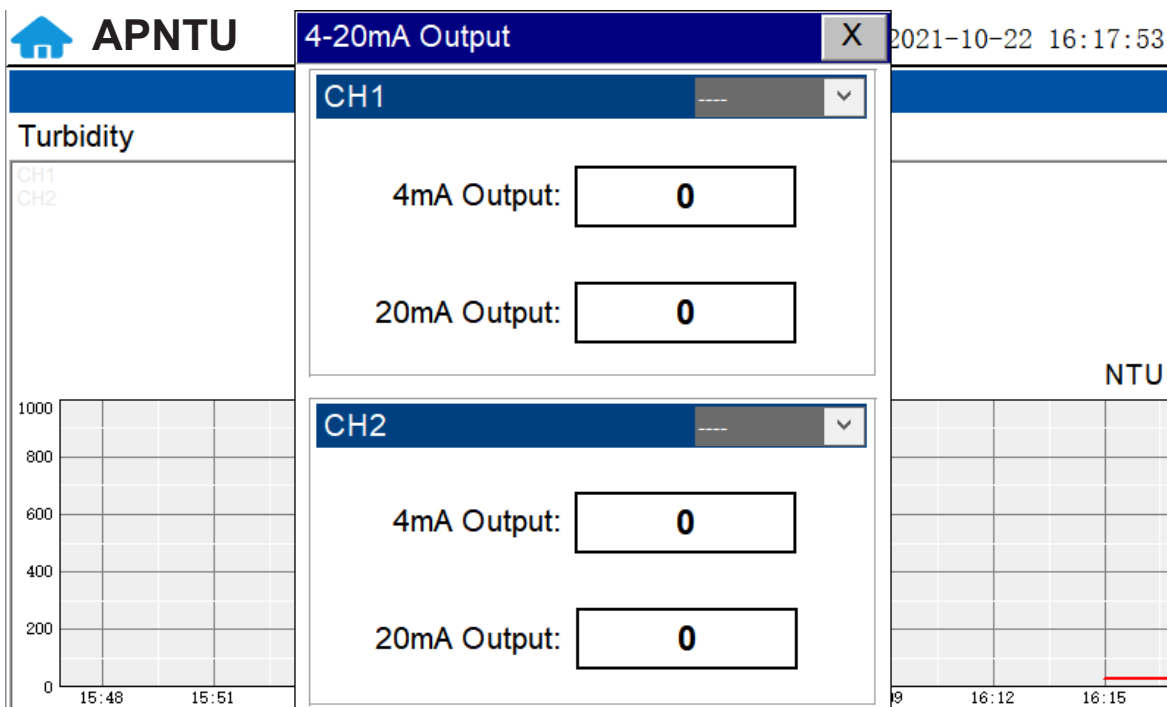 APNTU
4-20mA Output
X
2021-10-22 16:17:53
CH1
----
Turbidity
CH1
CH2
4mA Output:
0
20mA Output:
0
NTU
CH2
----
4mA Output:
0
20mA Output:
0
1000
800
600
400
200
0
15:48
15:51
16:12
16:15